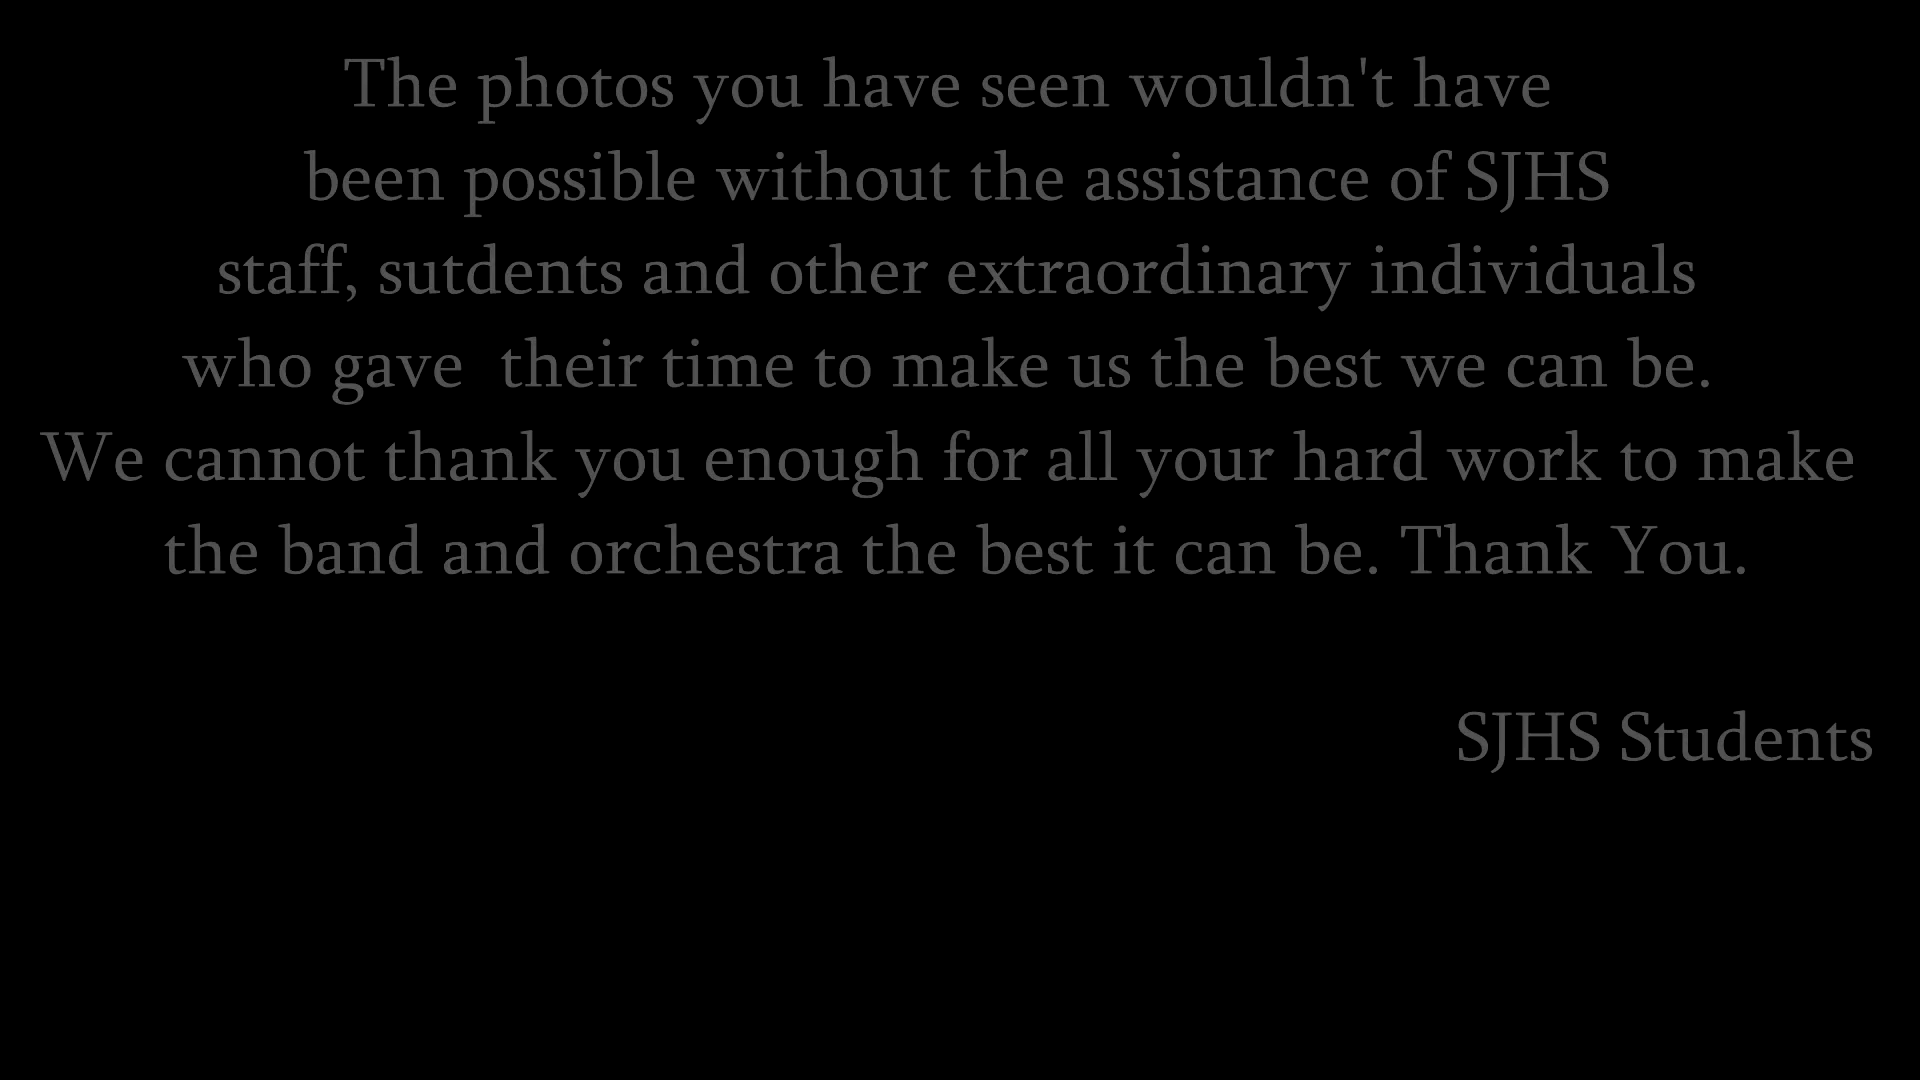 The photos you have seen wouldn't have
been possible without the assistance of SJHS
staff, sutdents and other extraordinary individuals
who gave  their time to make us the best we can be.
We cannot thank you enough for all your hard work to make
the band and orchestra the best it can be. Thank You.
SJHS Students